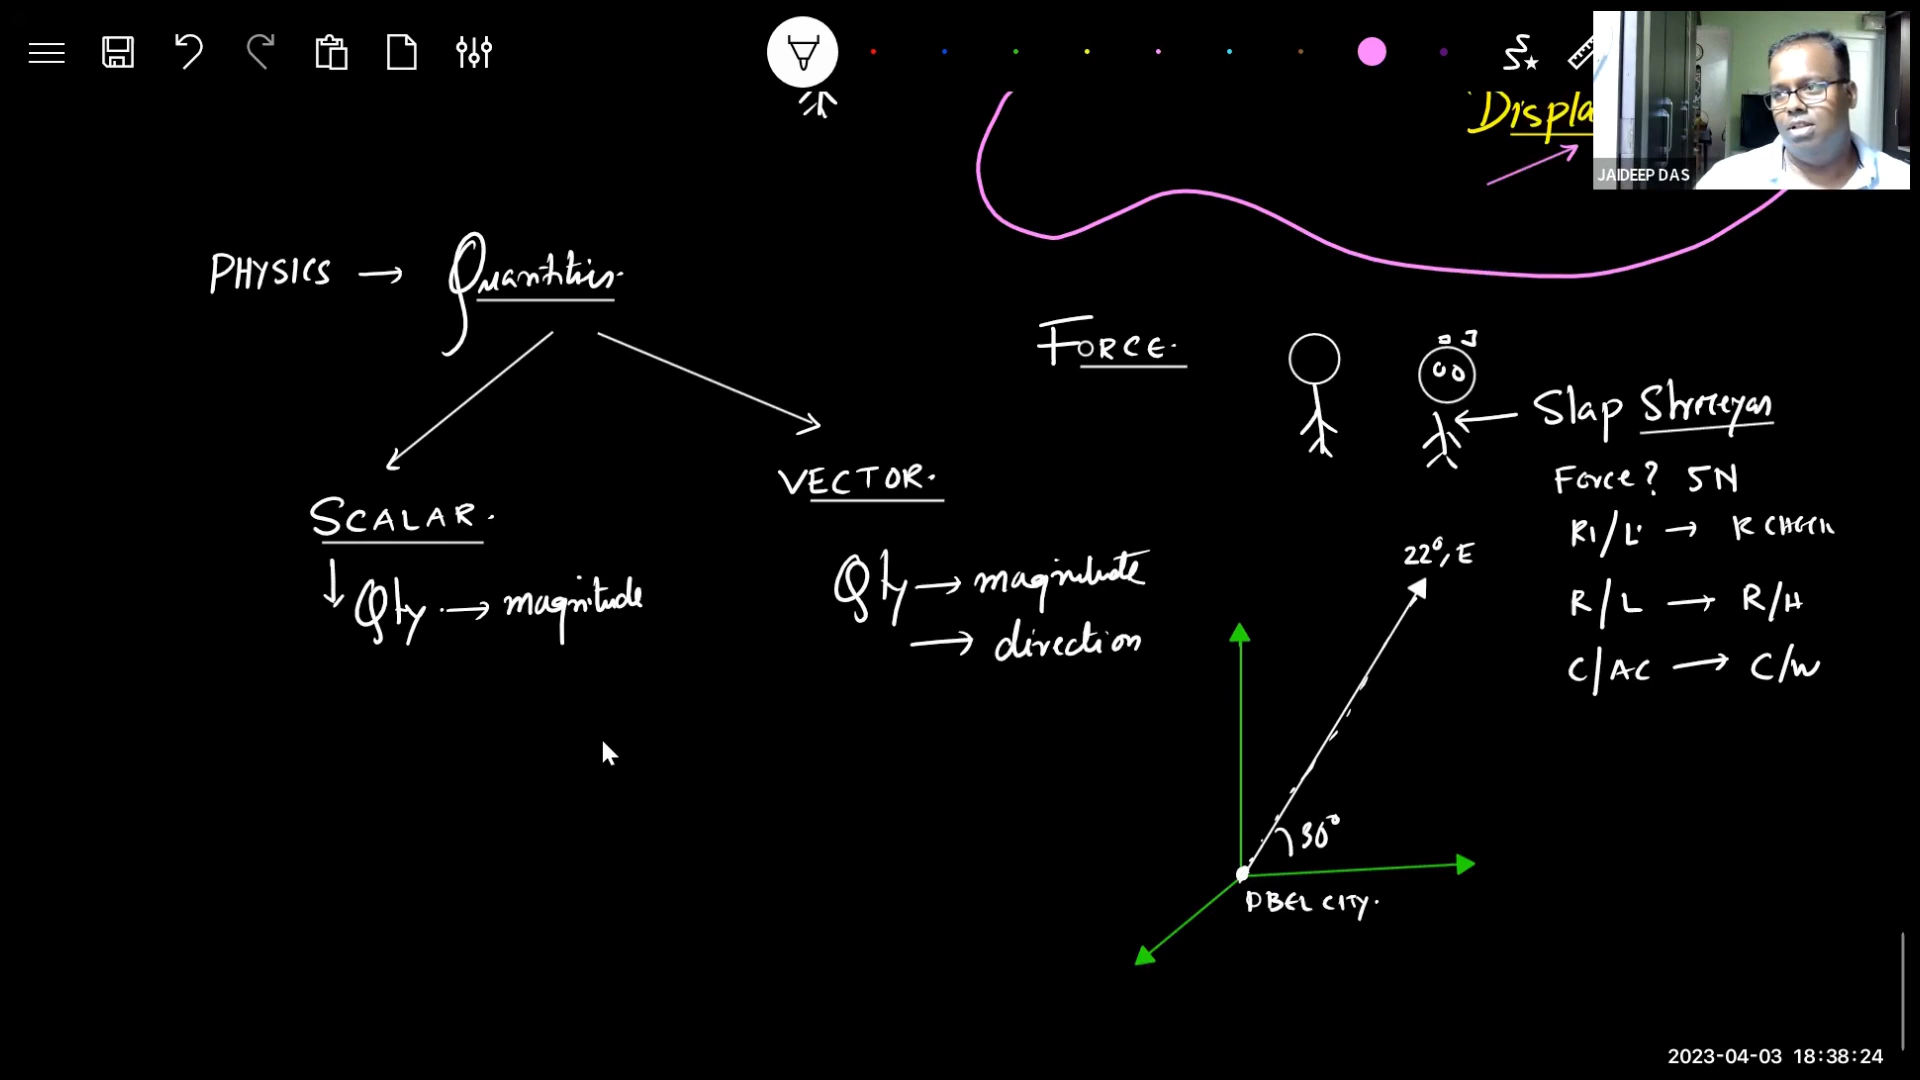 Displa
JAIDEEP DAS
PHYSICS → Quantities.
FORCE.
Slap Shreeyan
Force? 5N
VECTOR.
SCALAR.
R/L → R CHEEK
22°, E
Qty → magnitude
Qty → magnitude
→ direction
R/L → R/H
C/AC → C/W
30°
DBEL CITY.
2023-04-03 18:38:24